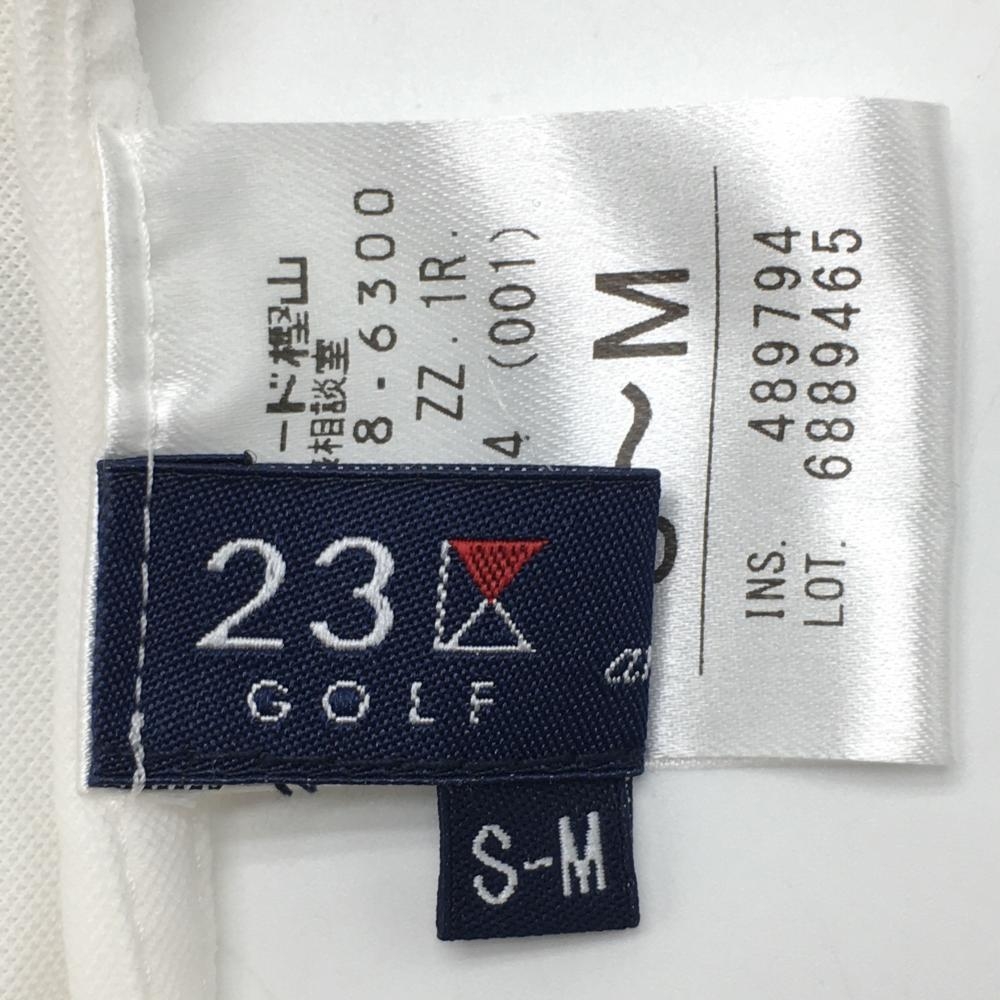 23
GOLF
S~M
ード樫山
相談室
8-6300
ZZ.1R.
4 (001)
~M
INS. 489794
LOT. 6889465